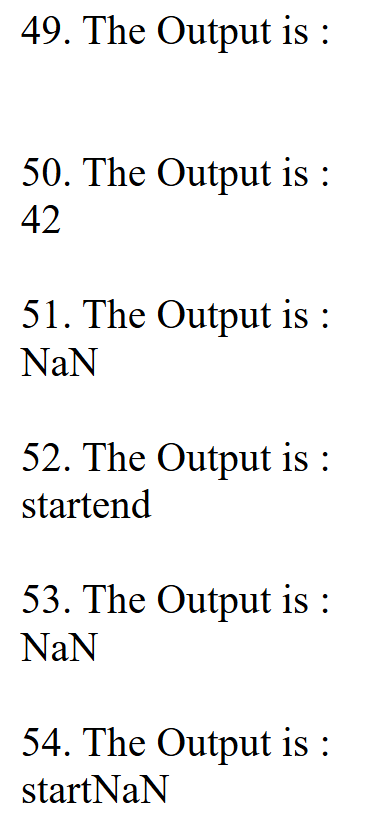 49. The Output is :
50. The Output is :
42
51. The Output is :
NaN
52. The Output is :
startend
53. The Output is :
NaN
54. The Output is :
startNaN